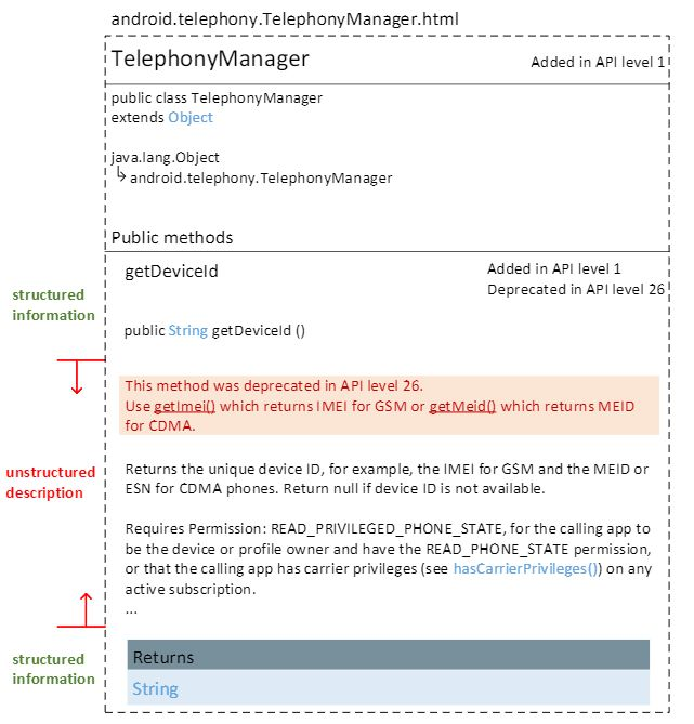 android.telephony.TelephonyManager.html
TelephonyManager
Added in API level 1
public class TelephonyManager
extends Object
java.lang.Object
↳ android.telephony.TelephonyManager
Public methods
getDeviceId
Added in API level 1
Deprecated in API level 26
structured
information
public String getDeviceId ()
This method was deprecated in API level 26.
Use getImei() which returns IMEI for GSM or getMeid() which returns MEID
for CDMA.
unstructured
description
Returns the unique device ID, for example, the IMEI for GSM and the MEID or
ESN for CDMA phones. Return null if device ID is not available.
Requires Permission: READ_PRIVILEGED_PHONE_STATE, for the calling app to
be the device or profile owner and have the READ_PHONE_STATE permission,
or that the calling app has carrier privileges (see hasCarrierPrivileges()) on any
active subscription.
...
structured
information
Returns
String